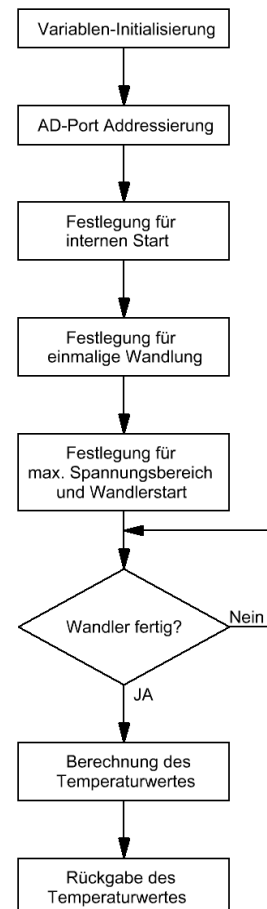 Variablen-Initialisierung
AD-Port Addressierung
Festlegung für
internen Start
Festlegung für
einmalige Wandlung
Festlegung für
max. Spannungsbereich
und Wandlerstart
Wandler fertig?
Nein
JA
Berechnung des
Temperaturwertes
Rückgabe des
Temperaturwertes